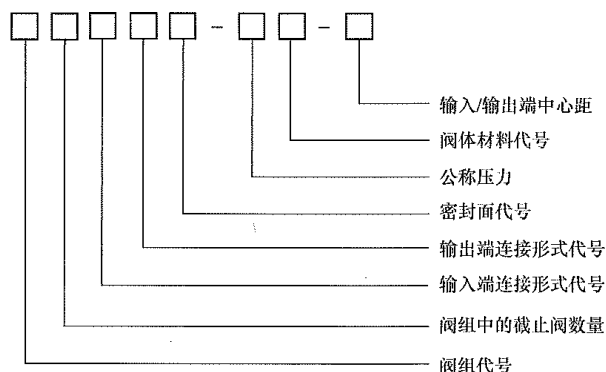 □□□□□-□□-□
输入/输出端中心距
阀体材料代号
公称压力
密封面代号
输出端连接形式代号
输入端连接形式代号
阀组中的截止阀数量
阀组代号